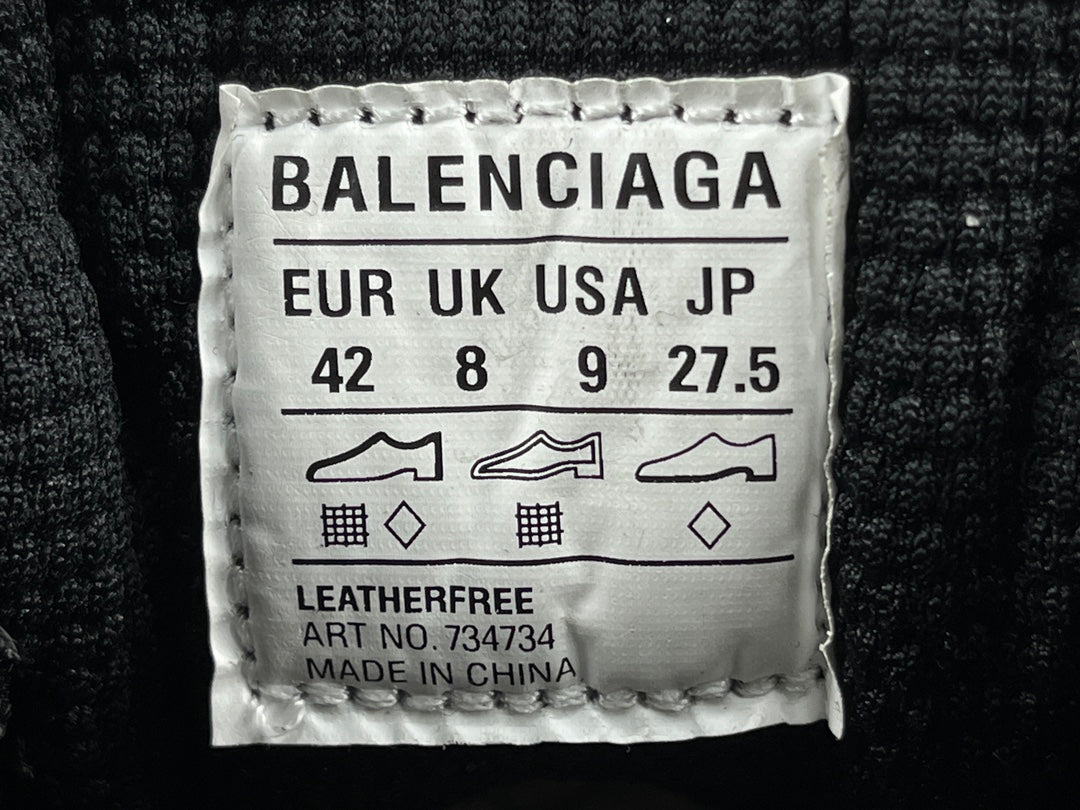 BALENCIAGA
EUR UK USA JP
42 8 9 27.5
LEATHERFREE
ART NO. 734734
MADE IN CHINA